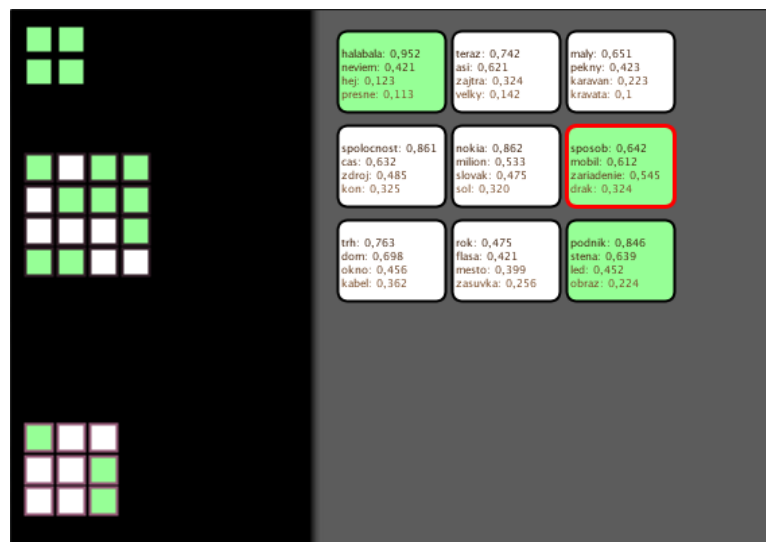 halabala: 0,952
neviem: 0,421
hej: 0,123
presne: 0,113
teraz: 0,742
asi: 0,621
zajtra: 0,324
velky: 0,142
maly: 0,651
pekny: 0,423
karavan: 0,223
kravata: 0,1
spolocnost: 0,861
cas: 0,632
zdroj: 0,485
kon: 0,325
nokia: 0,862
milion: 0,533
slovak: 0,475
sol: 0,320
sposob: 0,642
mobil: 0,612
zariadenie: 0,545
drak: 0,324
trh: 0,763
dom: 0,698
okno: 0,456
kabel: 0,362
rok: 0,475
flasa: 0,421
mesto: 0,399
zasuvka: 0,256
podnik: 0,846
stena: 0,639
led: 0,452
obraz: 0,224